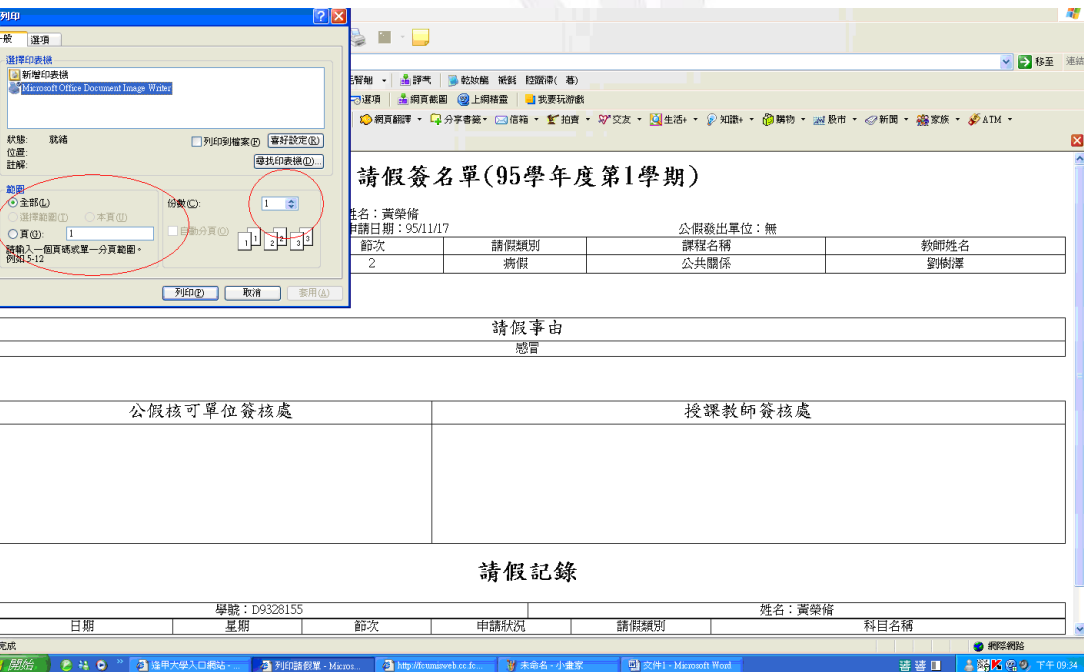 列印
般 選項
選擇印表機
新增印表機
Microsoft Office Document Image Writer
狀態: 就緒
位置:
註解:
列印到檔案(F) 喜好設定(R)
尋找印表機(D)...
範圍
全部(L)
選擇範圍(T) 本頁(U)
頁(G): 1
請輸入一個頁碼或單一分頁範圍。
例如 5-12
份數(C): 1
自動分頁(O)
1 1 2 2 3 3
列印(P) 取消 套用(A)
移至 連結
選項 網頁截圖 上網精靈 我要玩游戲
網頁翻譯 分享書籤 信箱 拍賣 交友 生活+ 知識+ 購物 股市 新聞 家族 ATM
請假簽名單(95學年度第1學期)
姓名：黃榮脩
申請日期：95/11/17 公假發出單位：無
節次 請假類別 課程名稱 教師姓名
2 病假 公共關係 劉樹澤
請假事由
感冒
公假核可單位簽核處 授課教師簽核處
請假記錄
學號：D9328155 姓名：黃榮脩
日期 星期 節次 申請狀況 請假類別 科目名稱
完成 網際網路
開始 逢甲大學入口網站 - ... 列印請假單 - Micros... http://fcumisweb.cc.fc... 未命名 - 小畫家 文件1 - Microsoft Word 下午 09:34